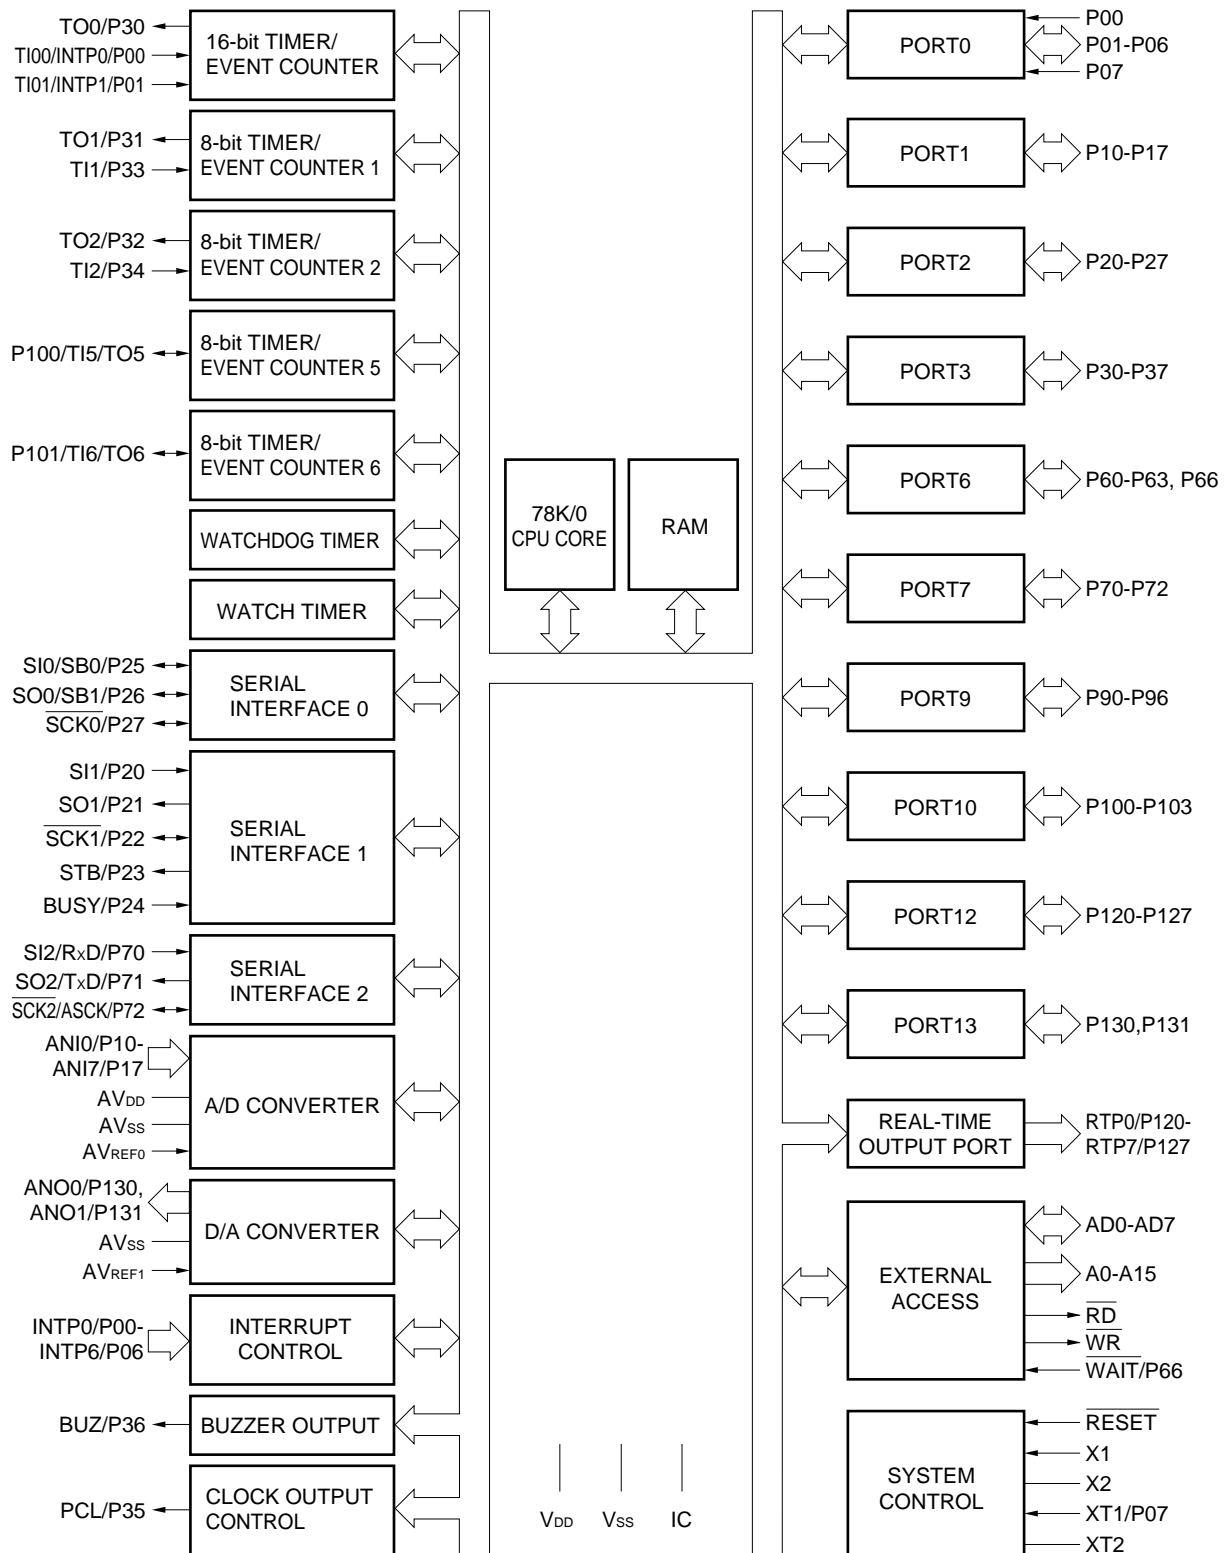 TO0/P30
TI00/INTP0/P00
TI01/INTP1/P01
16-bit TIMER/
EVENT COUNTER
TO1/P31
TI1/P33
8-bit TIMER/
EVENT COUNTER 1
TO2/P32
TI2/P34
8-bit TIMER/
EVENT COUNTER 2
P100/TI5/TO5
8-bit TIMER/
EVENT COUNTER 5
P101/TI6/TO6
8-bit TIMER/
EVENT COUNTER 6
WATCHDOG TIMER
WATCH TIMER
SI0/SB0/P25
SO0/SB1/P26
SCK0/P27
SERIAL
INTERFACE 0
SI1/P20
SO1/P21
SCK1/P22
STB/P23
BUSY/P24
SERIAL
INTERFACE 1
SI2/RxD/P70
SO2/TxD/P71
SCK2/ASCK/P72
SERIAL
INTERFACE 2
ANI0/P10-
ANI7/P17
AVDD
AVSS
AVREF0
A/D CONVERTER
ANO0/P130,
ANO1/P131
AVSS
AVREF1
D/A CONVERTER
INTP0/P00-
INTP6/P06
INTERRUPT
CONTROL
BUZ/P36
BUZZER OUTPUT
PCL/P35
CLOCK OUTPUT
CONTROL
78K/0
CPU CORE
RAM
VDD
VSS
IC
PORT0
P00
P01-P06
P07
PORT1
P10-P17
PORT2
P20-P27
PORT3
P30-P37
PORT6
P60-P63, P66
PORT7
P70-P72
PORT9
P90-P96
PORT10
P100-P103
PORT12
P120-P127
PORT13
P130,P131
REAL-TIME
OUTPUT PORT
RTP0/P120-
RTP7/P127
EXTERNAL
ACCESS
AD0-AD7
A0-A15
RD
WR
WAIT/P66
SYSTEM
CONTROL
RESET
X1
X2
XT1/P07
XT2